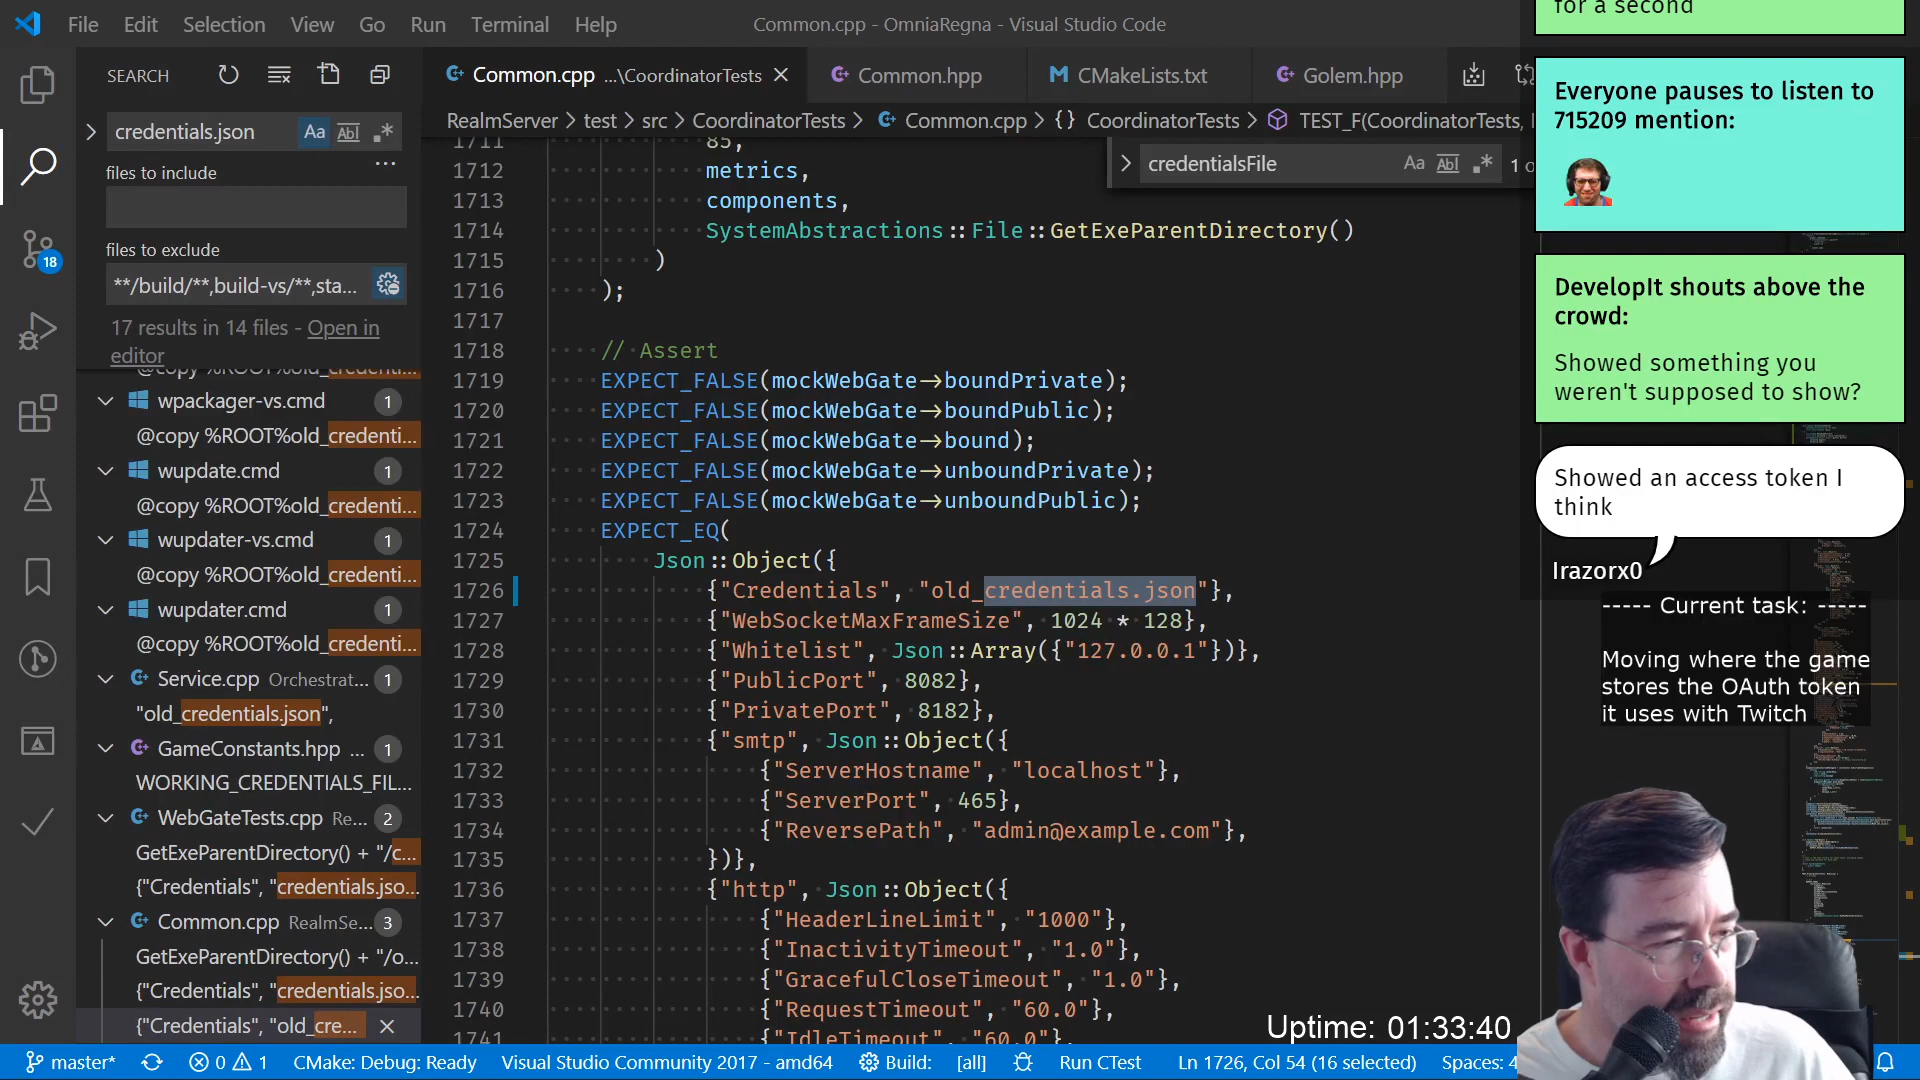 File Edit Selection View Go Run Terminal Help
Common.cpp - OmniaRegna - Visual Studio Code
SEARCH
credentials.json
files to include
files to exclude
**/build/**,build-vs/**,sta...
17 results in 14 files - Open in
editor
@copy %ROOT%old_credenti...
wpackager-vs.cmd 1
@copy %ROOT%old_credenti...
wupdate.cmd 1
@copy %ROOT%old_credenti...
wupdater-vs.cmd 1
@copy %ROOT%old_credenti...
wupdater.cmd 1
@copy %ROOT%old_credenti...
Service.cpp Orchestrat... 1
"old_credentials.json",
GameConstants.hpp ... 1
WORKING_CREDENTIALS_FIL...
WebGateTests.cpp Re... 2
GetExeParentDirectory() + "/c...
{"Credentials", "credentials.jso...
Common.cpp RealmSe... 3
GetExeParentDirectory() + "/o...
{"Credentials", "credentials.jso...
{"Credentials", "old_cre...
18
Common.cpp ...\CoordinatorTests
Common.hpp
CMakeLists.txt
Golem.hpp
RealmServer > test > src > CoordinatorTests > Common.cpp > {} CoordinatorTests > TEST_F(CoordinatorTests,
credentialsFile
1 o
1711 85,
1712 metrics,
1713 components,
1714 SystemAbstractions::File::GetExeParentDirectory()
1715 )
1716 );
1717
1718 // Assert
1719 EXPECT_FALSE(mockWebGate->boundPrivate);
1720 EXPECT_FALSE(mockWebGate->boundPublic);
1721 EXPECT_FALSE(mockWebGate->bound);
1722 EXPECT_FALSE(mockWebGate->unboundPrivate);
1723 EXPECT_FALSE(mockWebGate->unboundPublic);
1724 EXPECT_EQ(
1725 Json::Object({
1726 {"Credentials", "old_credentials.json"},
1727 {"WebSocketMaxFrameSize", 1024 * 128},
1728 {"Whitelist", Json::Array({"127.0.0.1"})},
1729 {"PublicPort", 8082},
1730 {"PrivatePort", 8182},
1731 {"smtp", Json::Object({
1732 {"ServerHostname", "localhost"},
1733 {"ServerPort", 465},
1734 {"ReversePath", "admin@example.com"},
1735 })},
1736 {"http", Json::Object({
1737 {"HeaderLineLimit", "1000"},
1738 {"InactivityTimeout", "1.0"},
1739 {"GracefulCloseTimeout", "1.0"},
1740 {"RequestTimeout", "60.0"},
1741 {"IdleTimeout", "60.0"},
for a second
Everyone pauses to listen to
715209 mention:
DevelopIt shouts above the
crowd:
Showed something you
weren't supposed to show?
Showed an access token I
think
lrazorx0
----- Current task: -----
Moving where the game
stores the OAuth token
it uses with Twitch
Uptime: 01:33:40
master* 0 1 CMake: Debug: Ready Visual Studio Community 2017 - amd64 Build: [all] Run CTest Ln 1726, Col 54 (16 selected) Spaces: 4